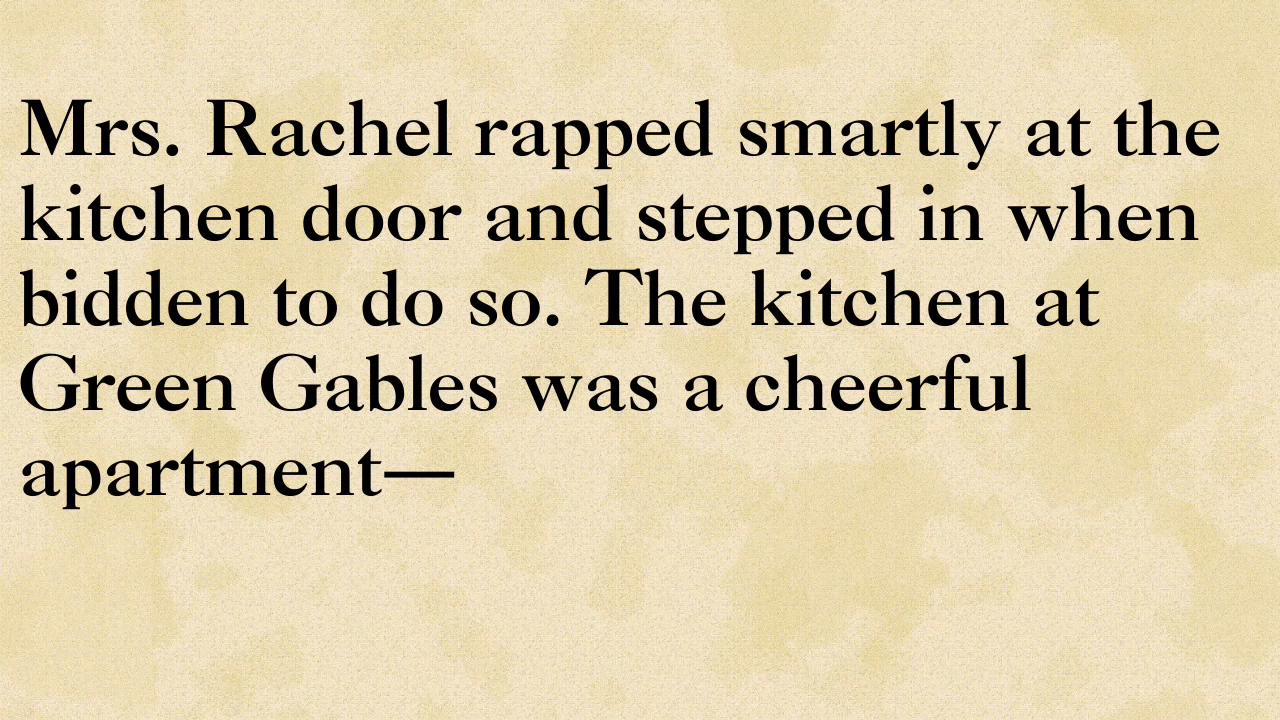 Mrs. Rachel rapped smartly at the
kitchen door and stepped in when
bidden to do so. The kitchen at
Green Gables was a cheerful
apartment—